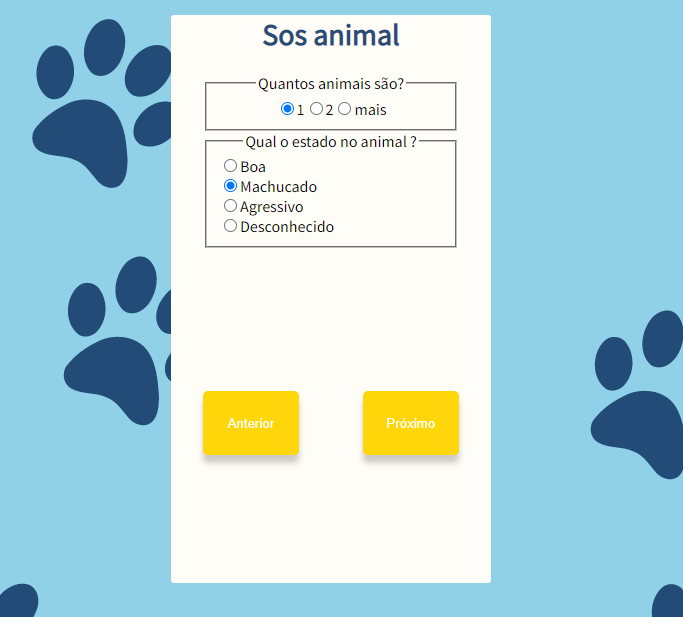 Sos animal
Quantos animais são?
1 2 mais
Qual o estado no animal ?
Boa
Machucado
Agressivo
Desconhecido
Anterior Próximo